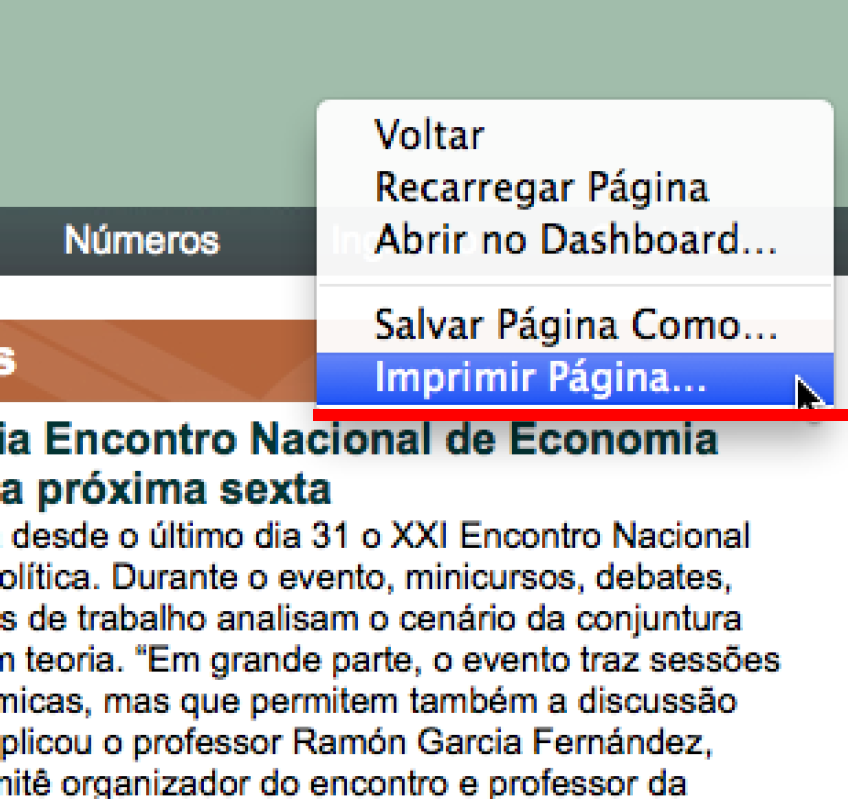 Voltar
Recarregar Página
Números
Abrir no Dashboard...
Salvar Página Como...
Imprimir Página...
Encontro Nacional de Economia
próxima sexta
desde o último dia 31 o XXI Encontro Nacional
olítica. Durante o evento, minicursos, debates,
s de trabalho analisam o cenário da conjuntura
m teoria. “Em grande parte, o evento traz sessões
micas, mas que permitem também a discussão
plicou o professor Ramón Garcia Fernández,
mitê organizador do encontro e professor da